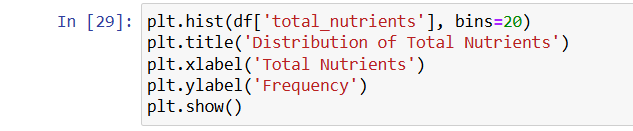 In [29]: plt.hist(df['total_nutrients'], bins=20)
plt.title('Distribution of Total Nutrients')
plt.xlabel('Total Nutrients')
plt.ylabel('Frequency')
plt.show()